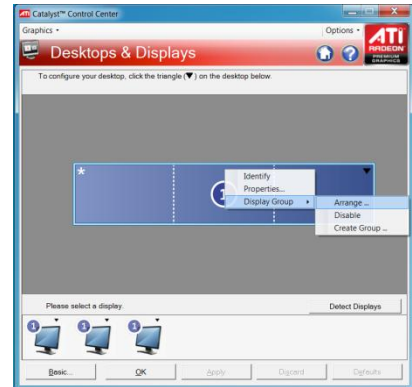 Catalyst™ Control Center
Graphics
Options
Desktops & Displays
ATI
RADEON
PREMIUM
GRAPHICS
To configure your desktop, click the triangle (▼) on the desktop below.
*
1
Identify
Properties...
Display Group
Arrange ...
Disable
Create Group ...
Please select a display.
Detect Displays
1 1 1
Basic...
OK
Apply
Discard
Defaults